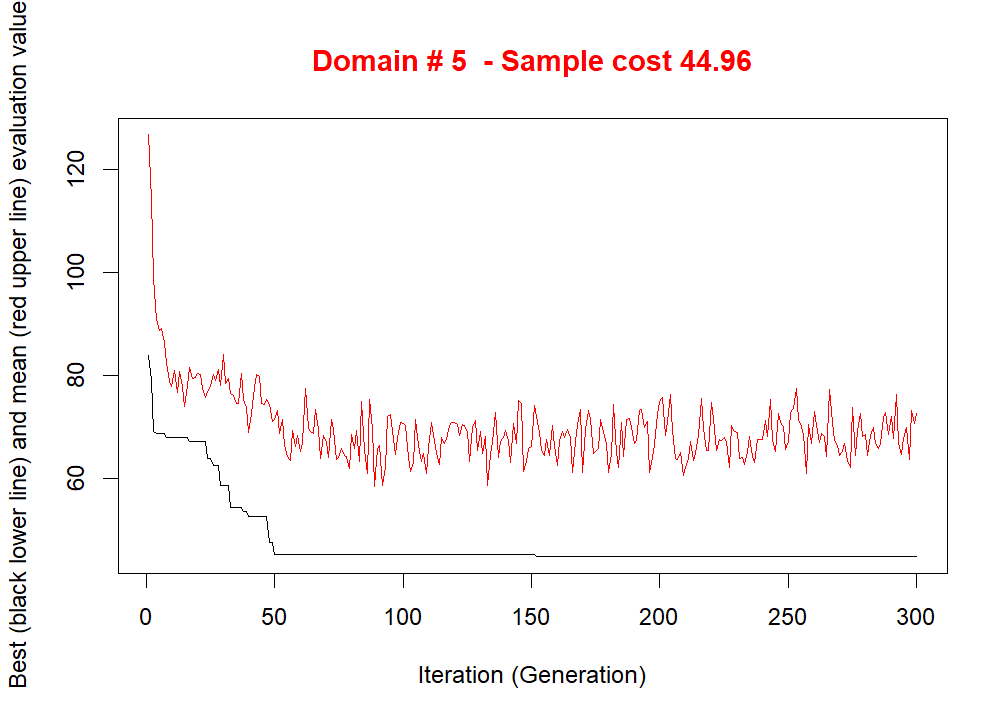 Domain # 5  - Sample cost 44.96
Best (black lower line) and mean (red upper line) evaluation value
120
100
80
60
0 50 100 150 200 250 300
Iteration (Generation)